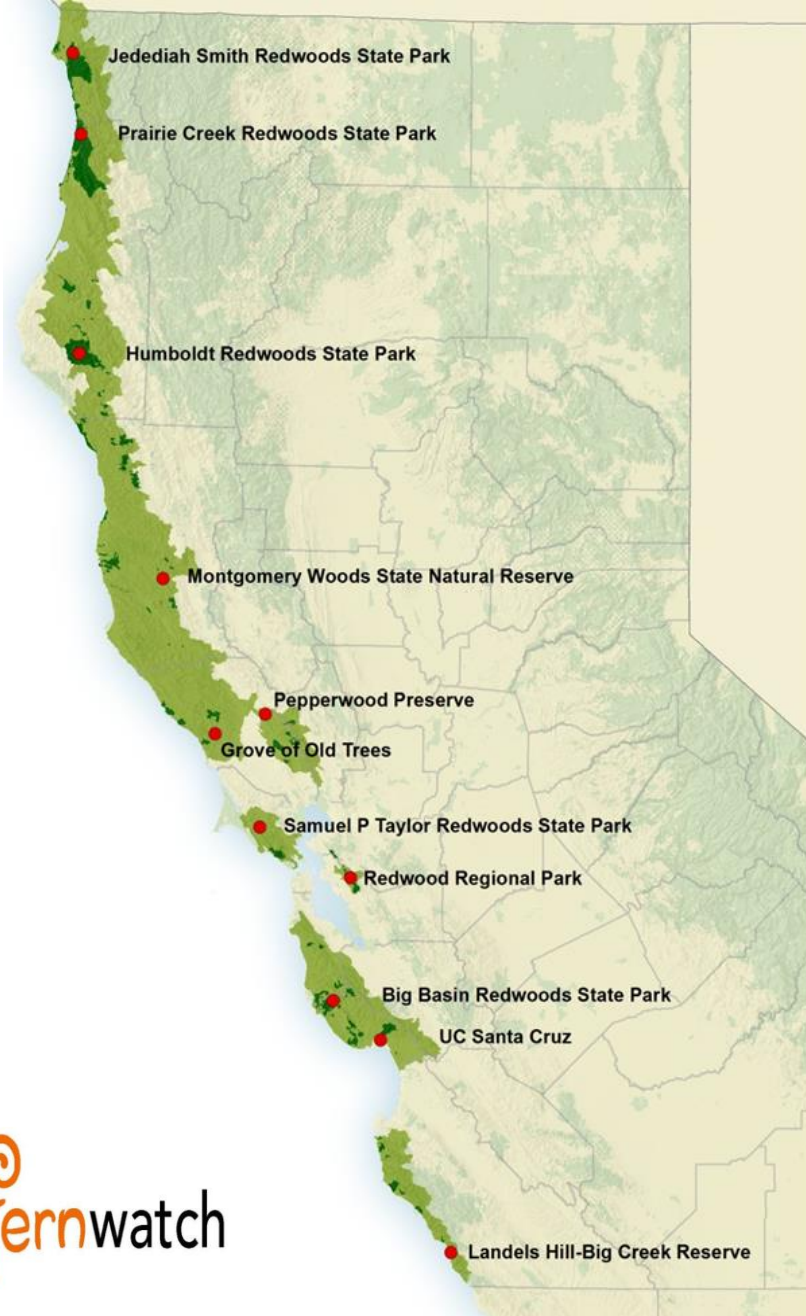 Jedediah Smith Redwoods State Park
Prairie Creek Redwoods State Park
Humboldt Redwoods State Park
Montgomery Woods State Natural Reserve
Pepperwood Preserve
Grove of Old Trees
Samuel P Taylor Redwoods State Park
Redwood Regional Park
Big Basin Redwoods State Park
UC Santa Cruz
fernwatch
Landels Hill-Big Creek Reserve